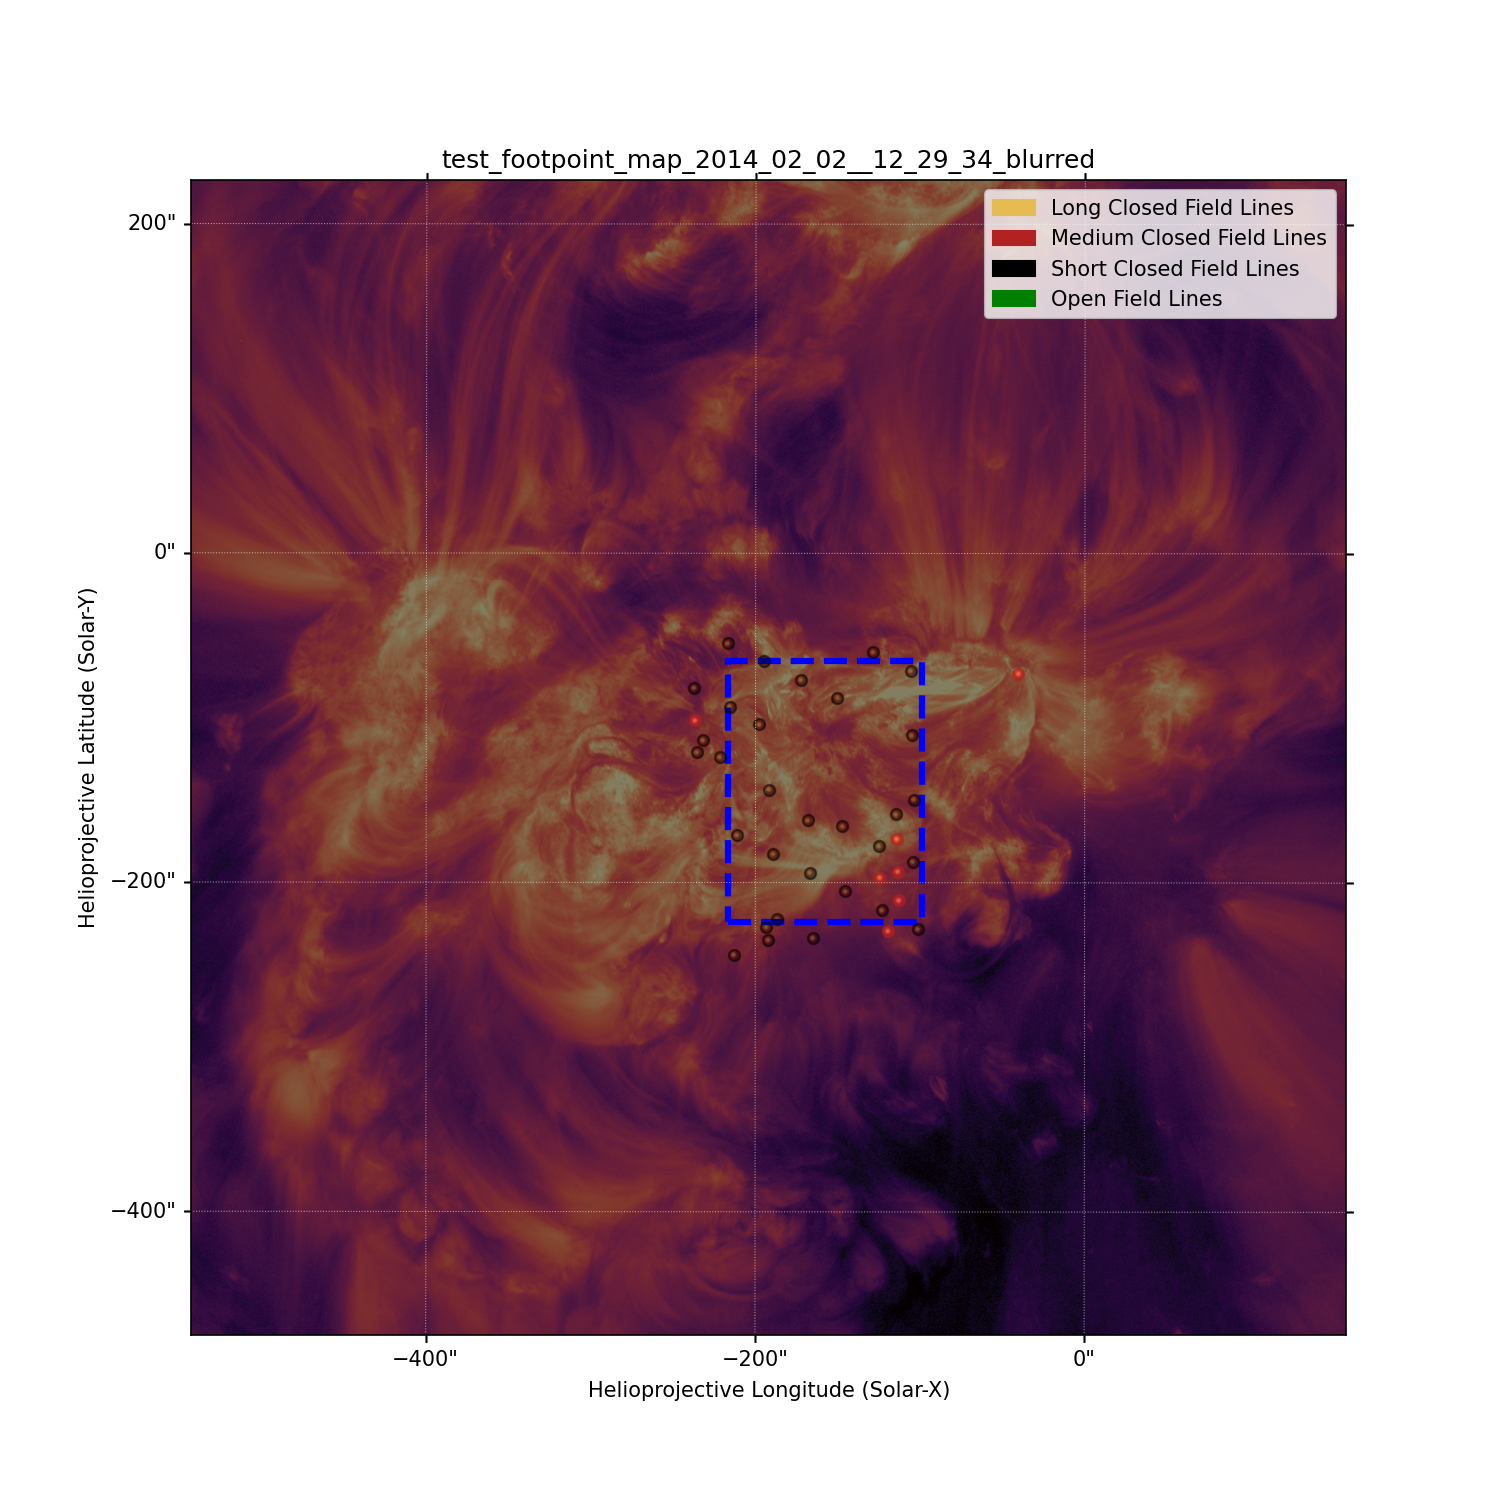 test_footpoint_map_2014_02_02__12_29_34_blurred
Long Closed Field Lines
Medium Closed Field Lines
Short Closed Field Lines
Open Field Lines
200"
0"
−200"
−400"
Helioprojective Latitude (Solar-Y)
−400"
−200"
0"
Helioprojective Longitude (Solar-X)